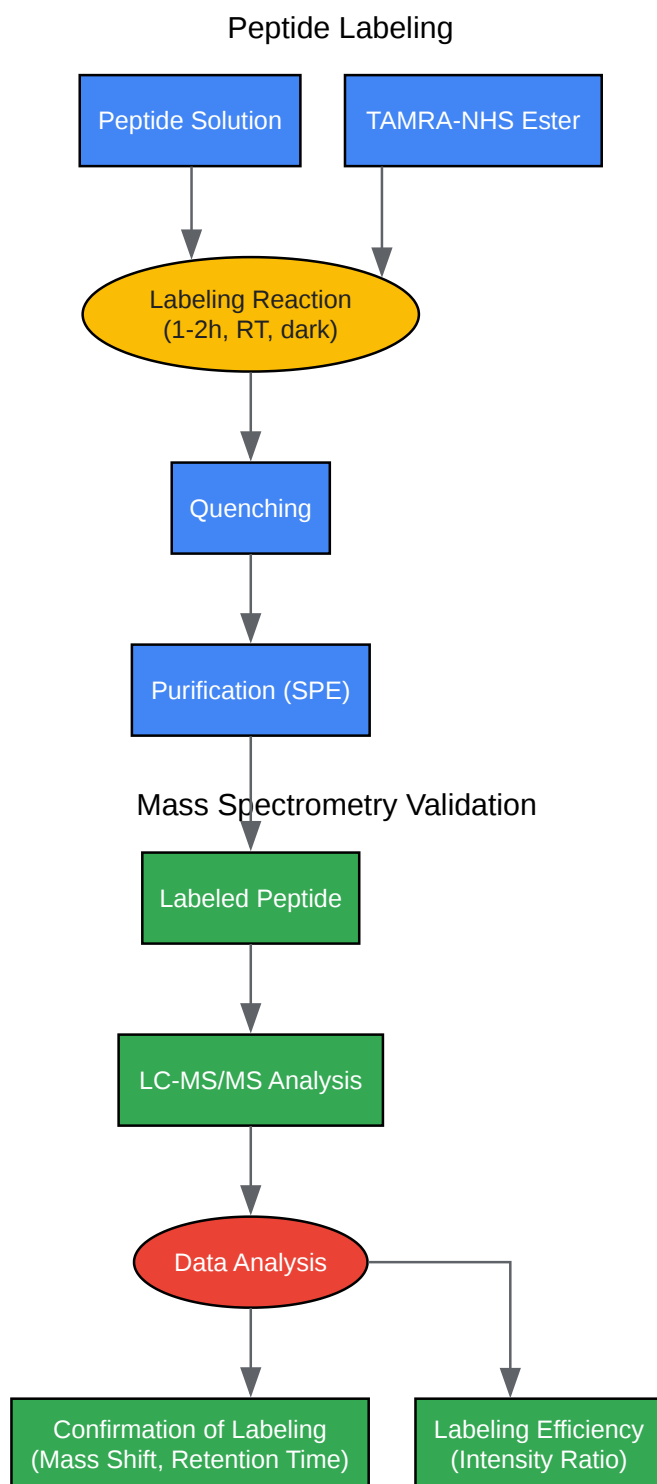 Peptide Labeling
Peptide Solution
TAMRA-NHS Ester
Labeling Reaction
(1-2h, RT, dark)
Quenching
Purification (SPE)
Mass Spectrometry Validation
Labeled Peptide
LC-MS/MS Analysis
Data Analysis
Confirmation of Labeling
(Mass Shift, Retention Time)
Labeling Efficiency
(Intensity Ratio)